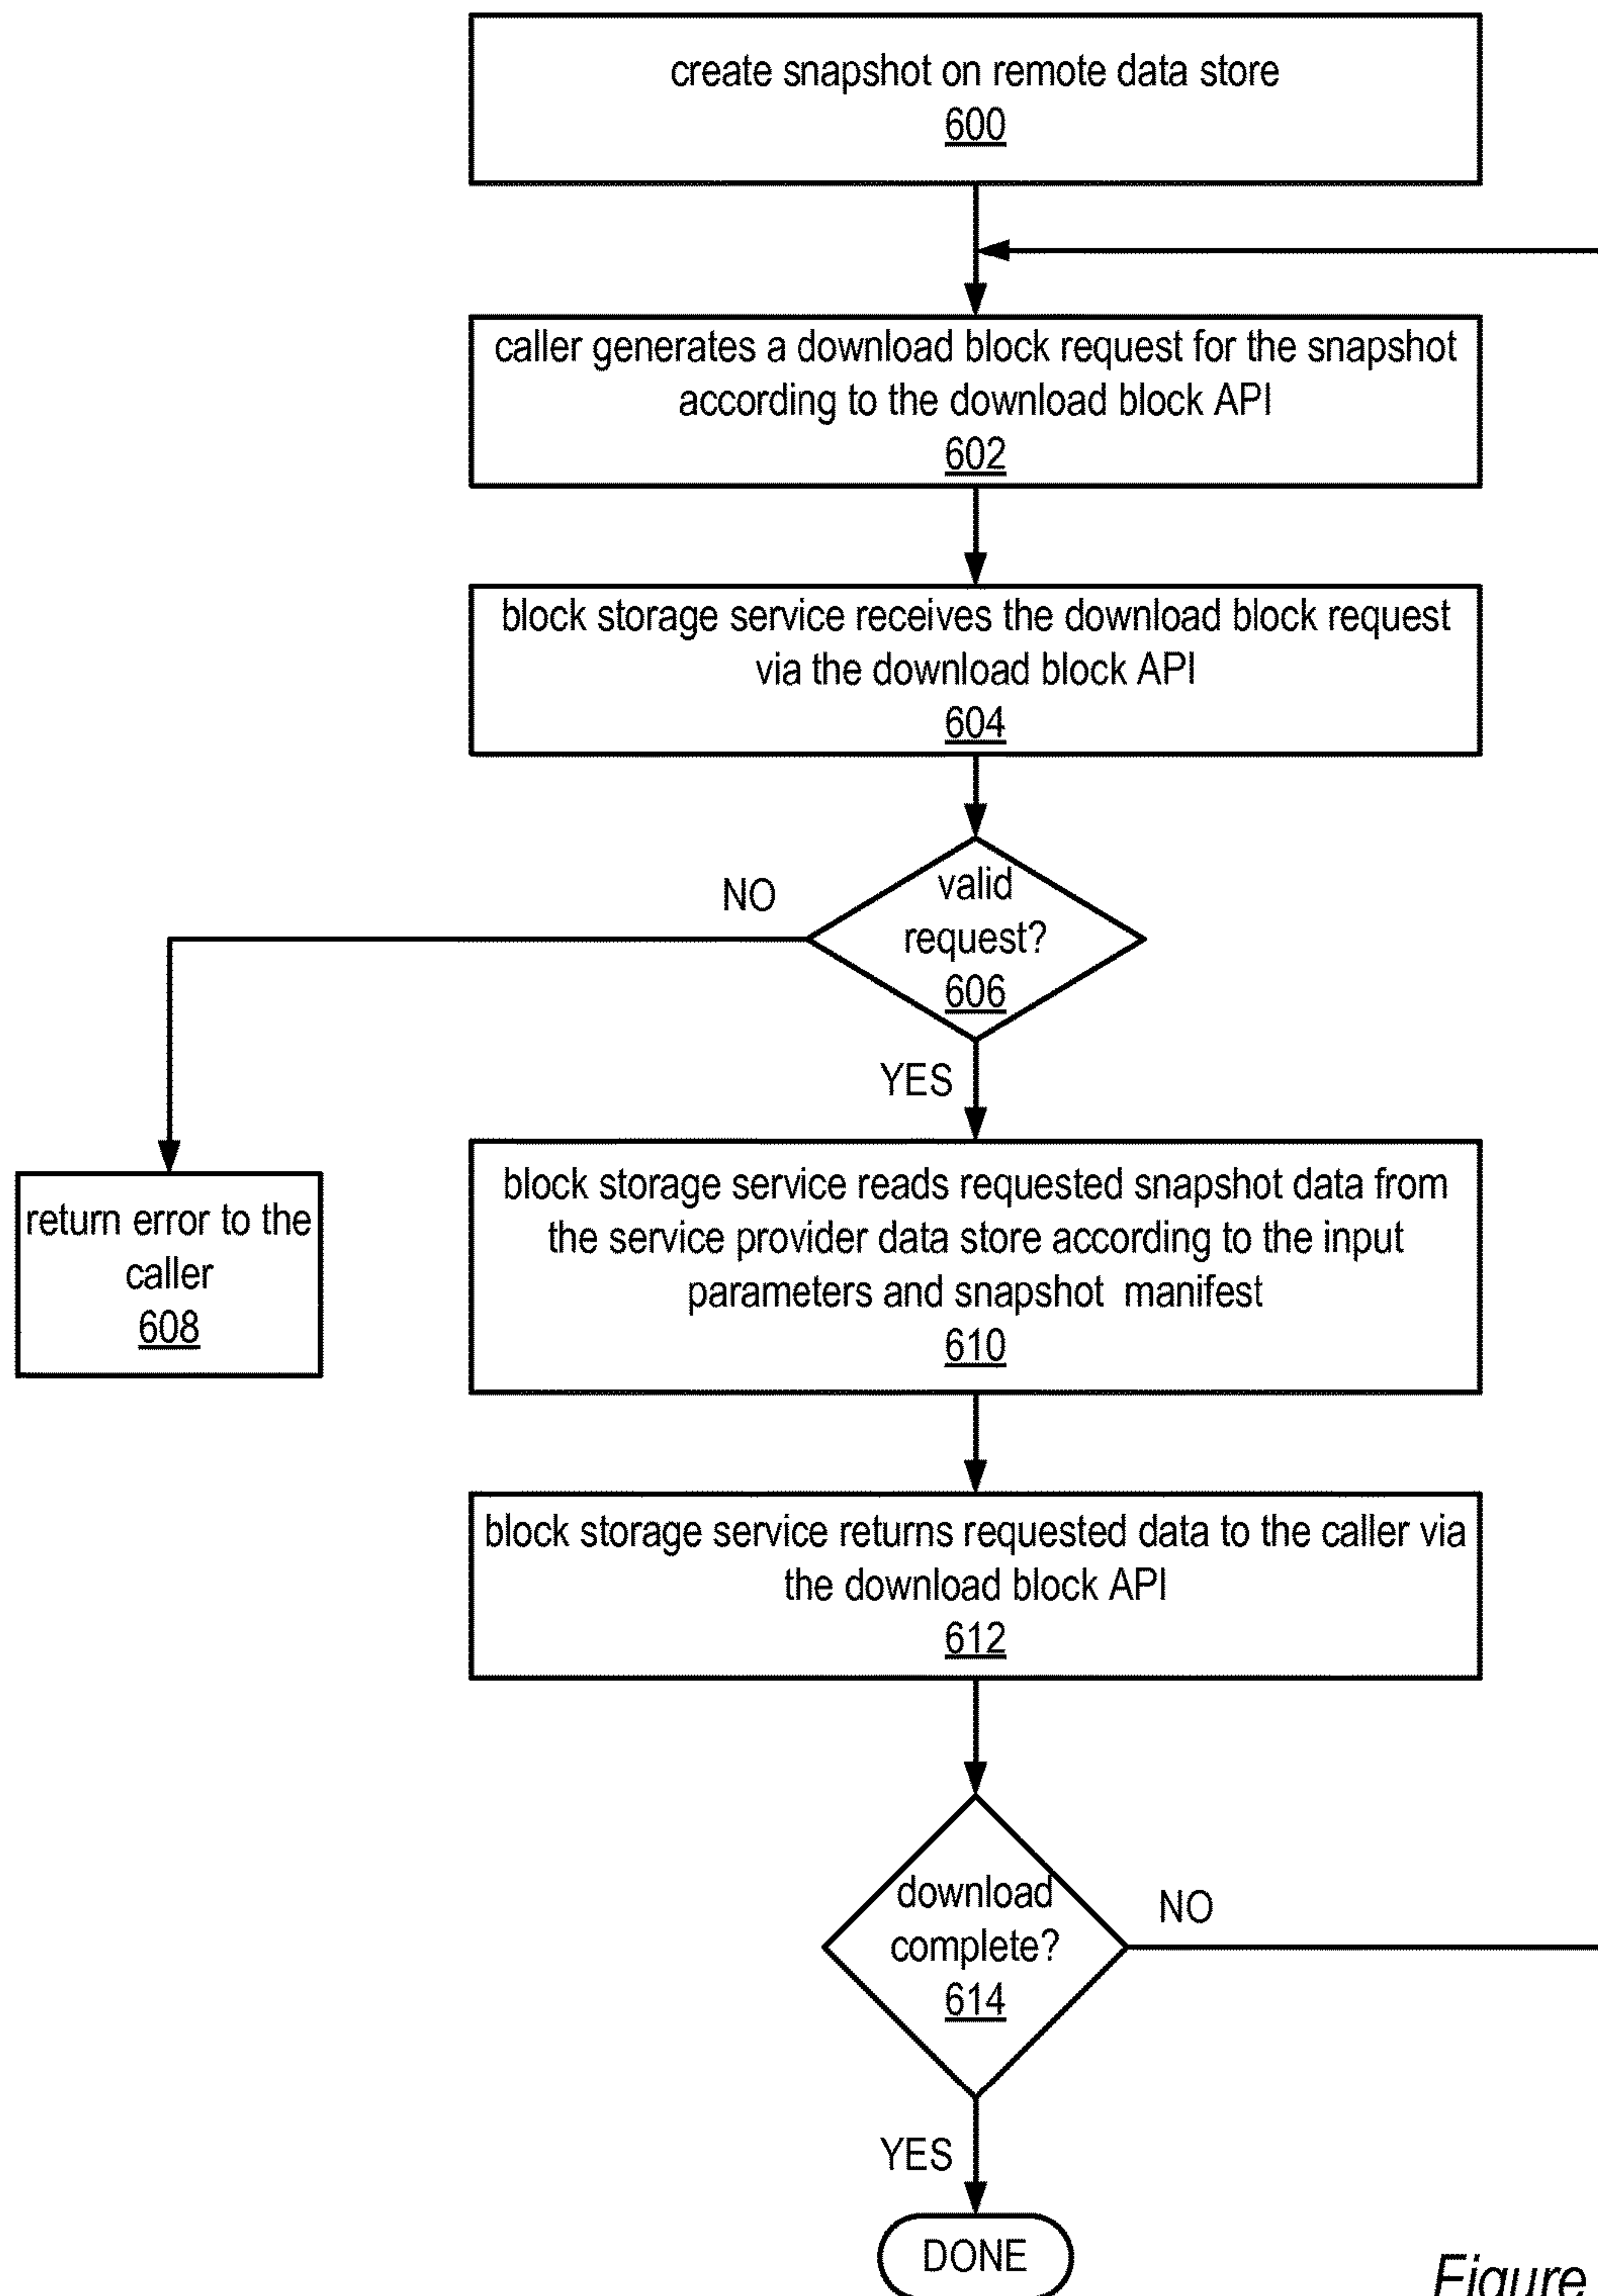 create snapshot on remote data store
600
caller generates a download block request for the snapshot
according to the download block API
602
block storage service receives the download block request
via the download block API
604
valid
request?
606
NO
YES
return error to the
caller
608
block storage service reads requested snapshot data from
the service provider data store according to the input
parameters and snapshot manifest
610
block storage service returns requested data to the caller via
the download block API
612
download
complete?
614
NO
YES
DONE
Figure